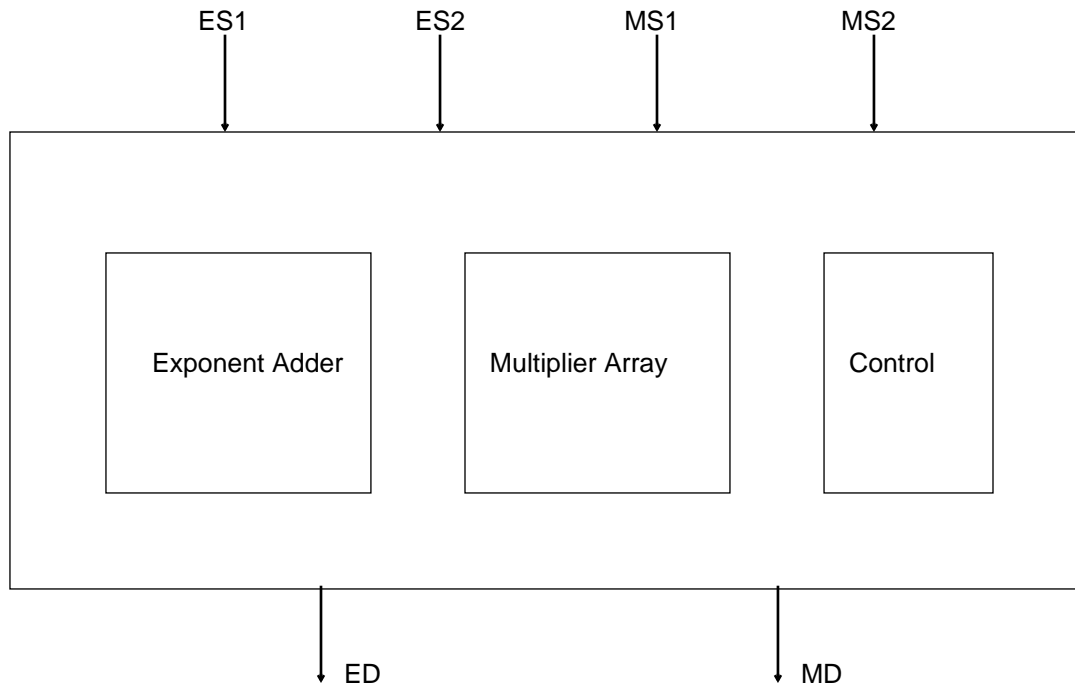 ES1
ES2
MS1
MS2
Exponent Adder
Multiplier Array
Control
ED
MD